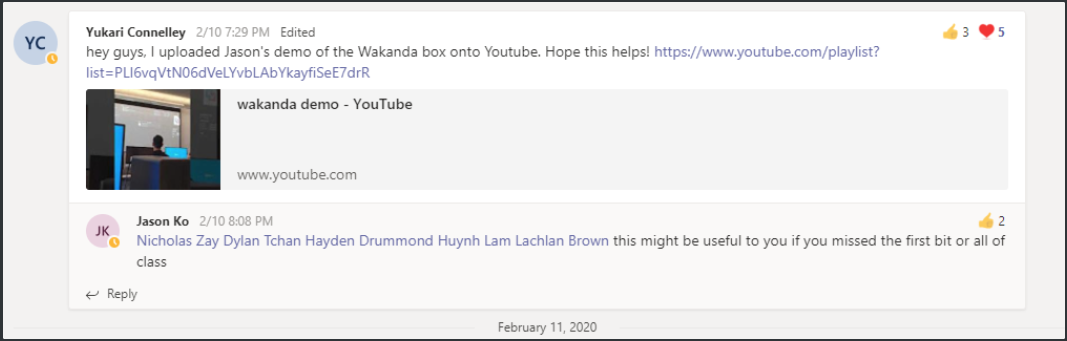 Yukari Connelley 2/10 7:29 PM Edited
3 5
YC
hey guys, I uploaded Jason's demo of the Wakanda box onto Youtube. Hope this helps! https://www.youtube.com/playlist?
list=PLl6vqVtN06dVeLYvbLAbYkayfiSeE7drR
wakanda demo - YouTube
www.youtube.com
Jason Ko 2/10 8:08 PM
2
JK
Nicholas Zay Dylan Tchan Hayden Drummond Huynh Lam Lachlan Brown this might be useful to you if you missed the first bit or all of
class
Reply
February 11, 2020